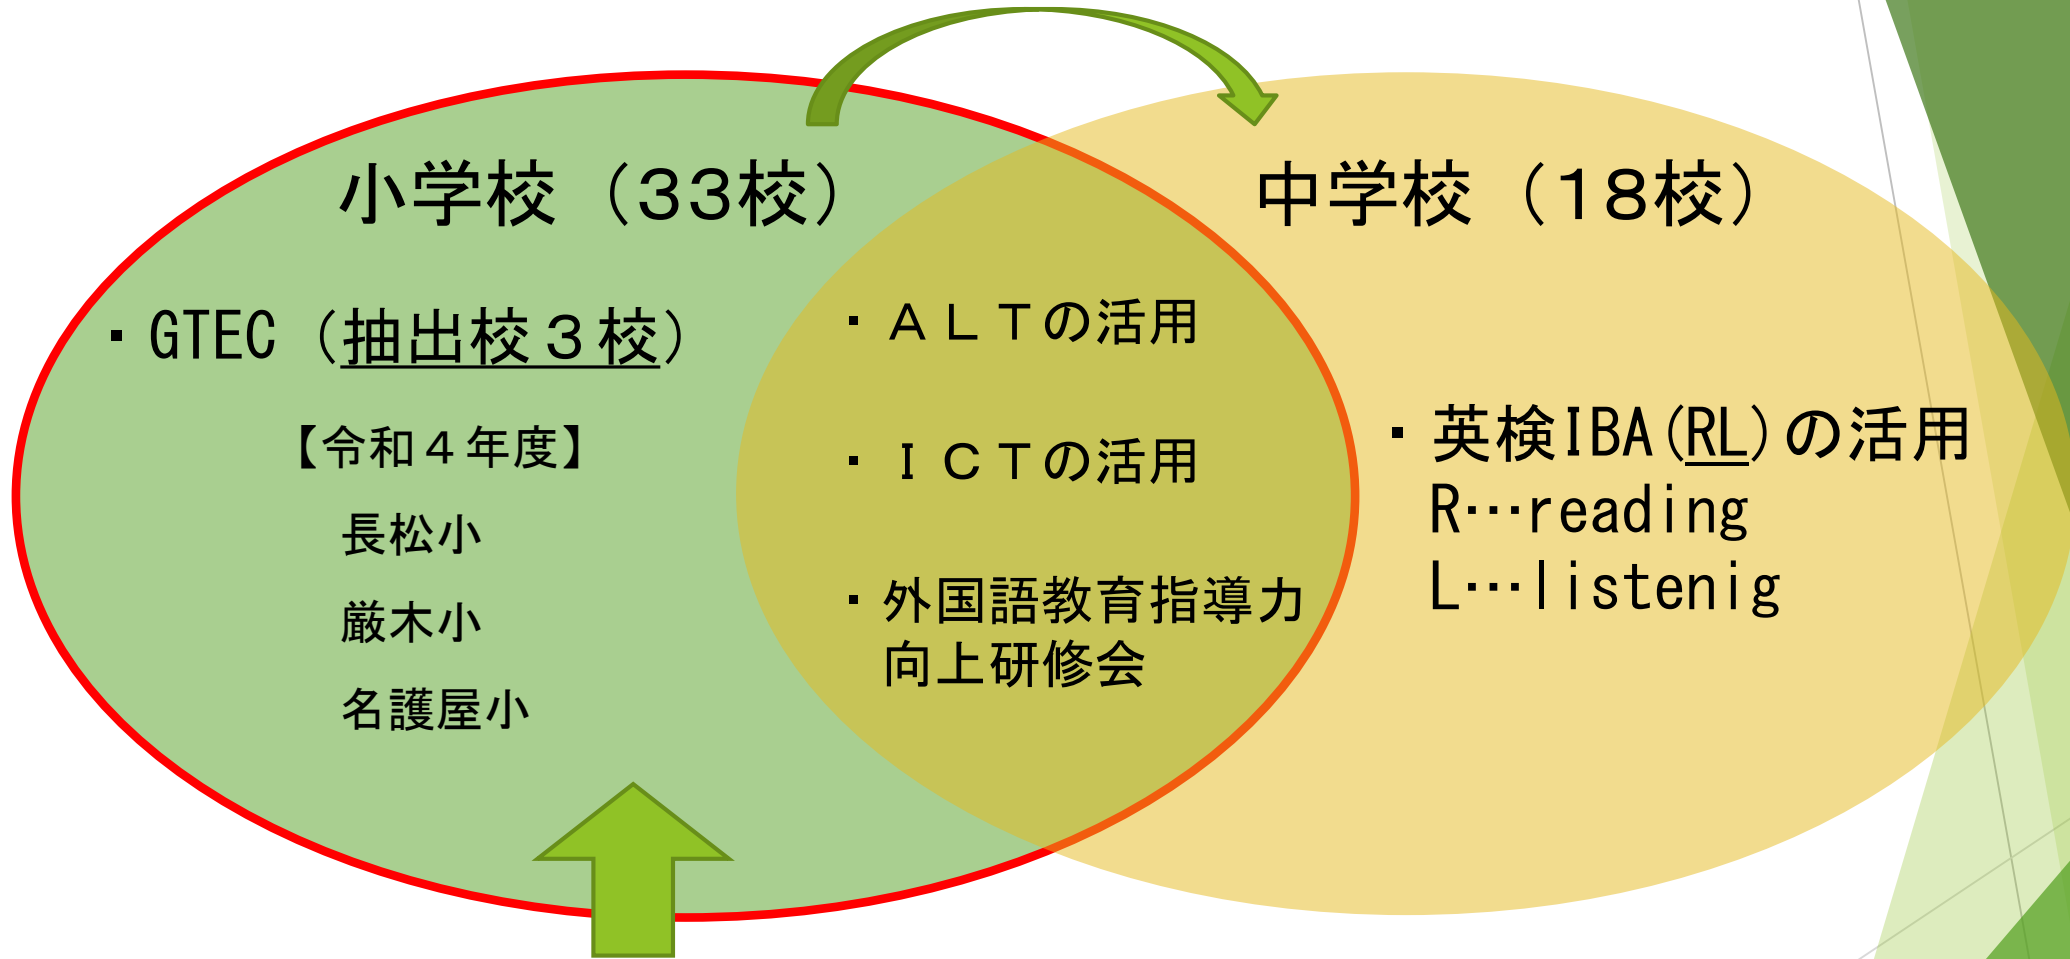 小学校（33校）
・GTEC（抽出校３校）
【令和４年度】
長松小
厳木小
名護屋小
・ＡＬＴの活用
・ＩＣＴの活用
・外国語教育指導力
向上研修会
中学校（18校）
・英検IBA(RL)の活用
R…reading
L…listenig